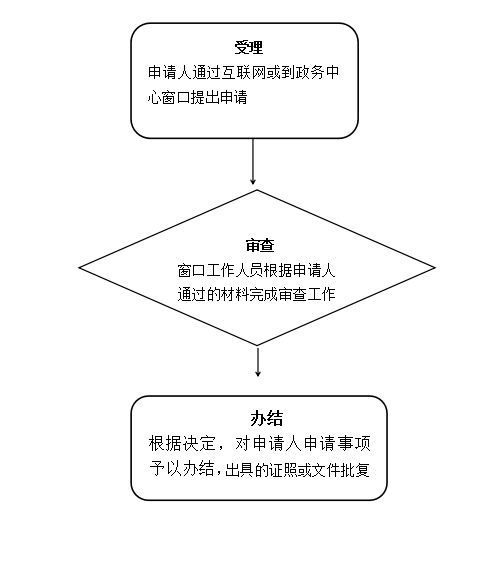 受理
申请人通过互联网或到政务中
心窗口提出申请
审查
窗口工作人员根据申请人
通过的材料完成审查工作
办结
根据决定，对申请人申请事项
予以办结，出具的证照或文件批复